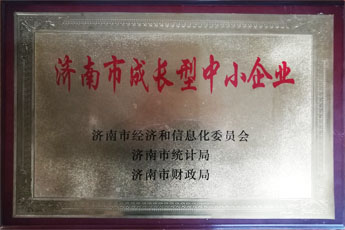 济南市成长型中小企业
济南市经济和信息化委员会
济南市统计局
济南市财政局